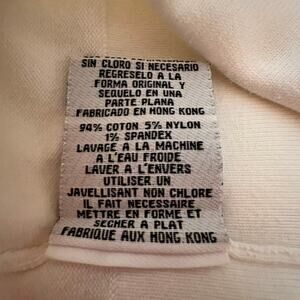 SIN CLORO SI NECESARIO
REGRESELO A LA
FORMA ORIGINAL Y
SEQUELO EN UNA
PARTE PLANA
FABRICADO EN HONG KONG
94% COTON 5% NYLON
1% SPANDEX
LAVAGE A LA MACHINE
A L'EAU FROIDE
LAVER A L'ENVERS
UTILISER UN
JAVELLISANT NON CHLORE
IL FAIT NECESSAIRE
METTRE EN FORME ET
SECHER A PLAT
FABRIQUE AUX HONG KONG